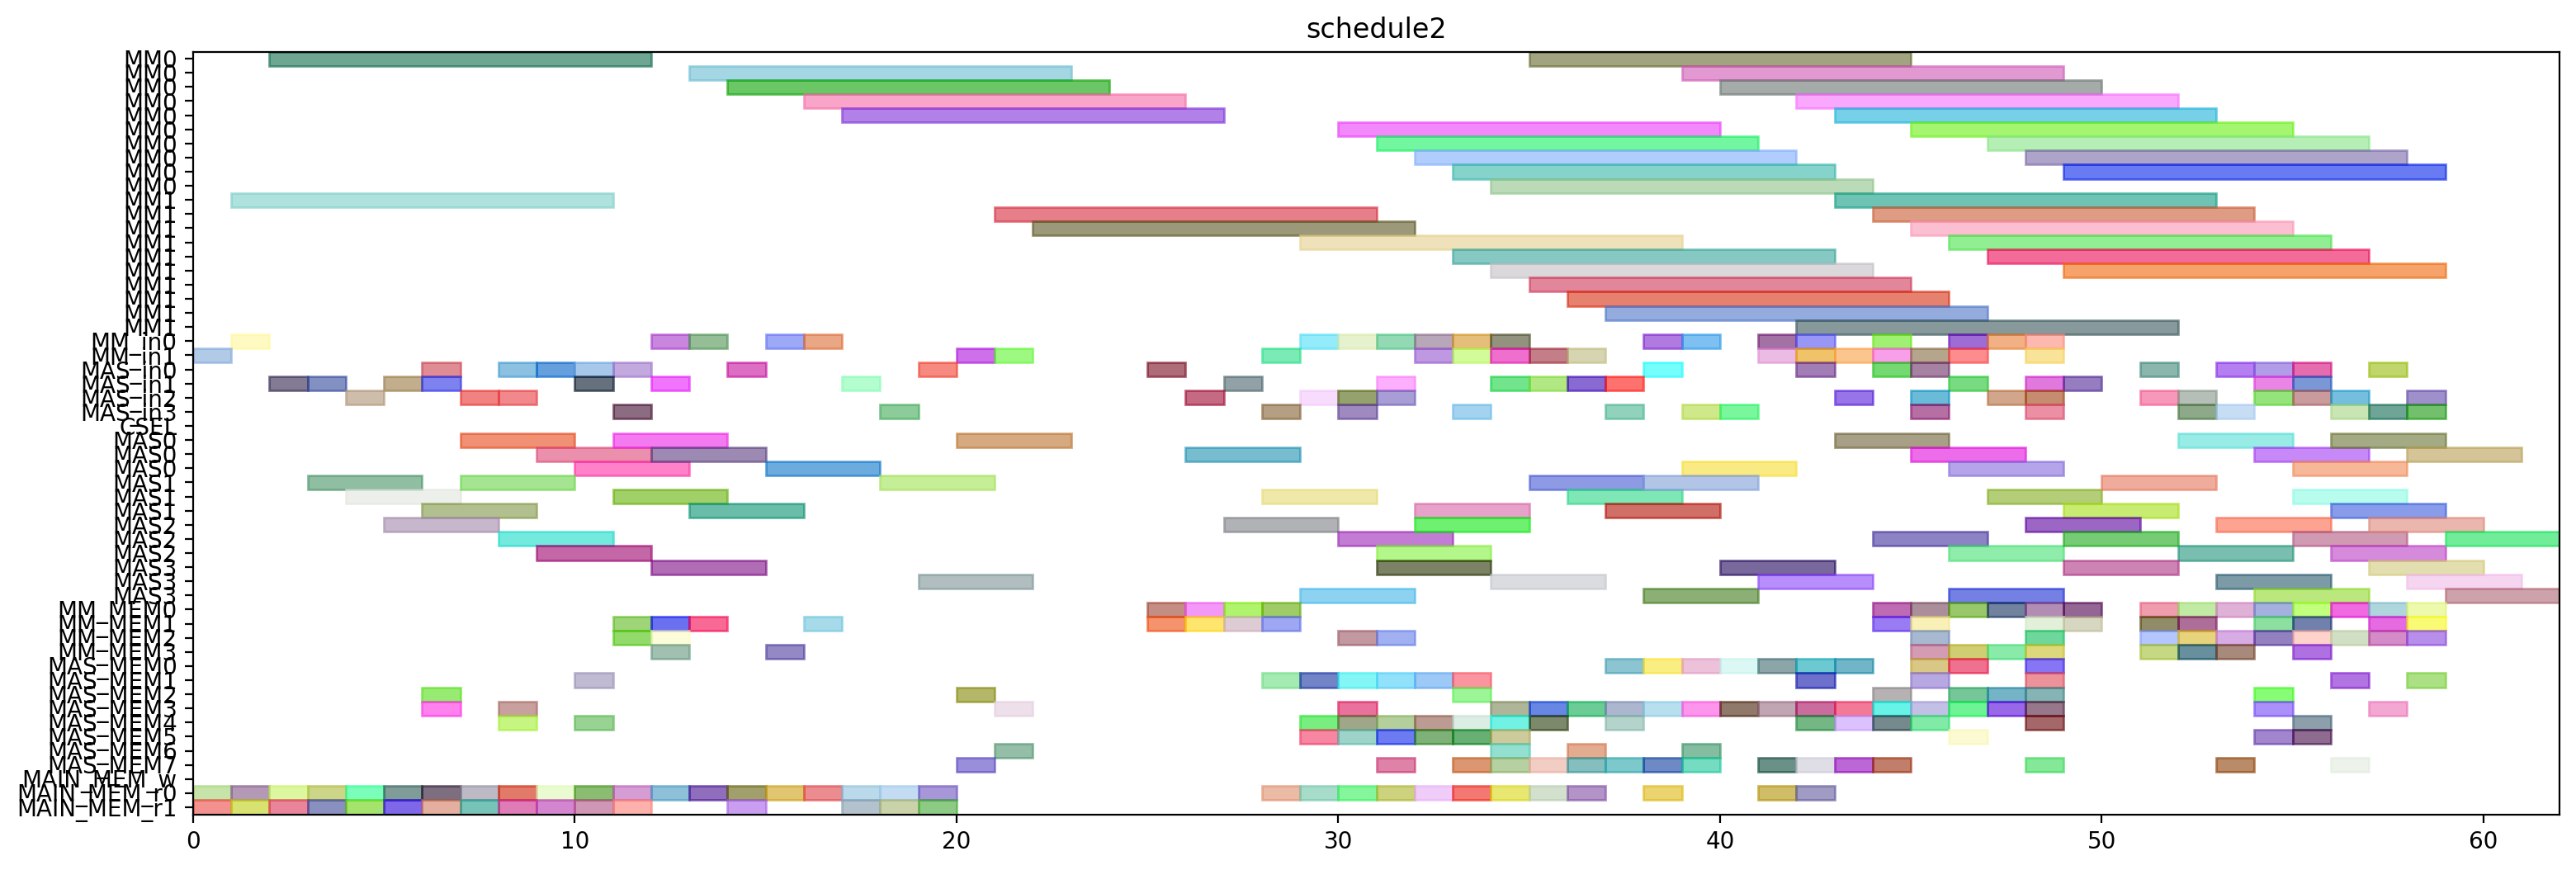 schedule2
MM0
MM0
MM0
MM0
MM0
MM0
MM0
MM0
MM0
MM0
MM1
MM1
MM1
MM1
MM1
MM1
MM1
MM1
MM1
MM1
MM_in0
MM_in1
MAS_in0
MAS_in1
MAS_in2
MAS_in3
CSEL
MAS0
MAS0
MAS0
MAS1
MAS1
MAS1
MAS2
MAS2
MAS2
MAS3
MAS3
MAS3
MM_MEM0
MM_MEM1
MM_MEM2
MM_MEM3
MAS_MEM0
MAS_MEM1
MAS_MEM2
MAS_MEM3
MAS_MEM4
MAS_MEM5
MAS_MEM6
MAS_MEM7
MAIN_MEM_w
MAIN_MEM_r0
MAIN_MEM_r1
0 10 20 30 40 50 60